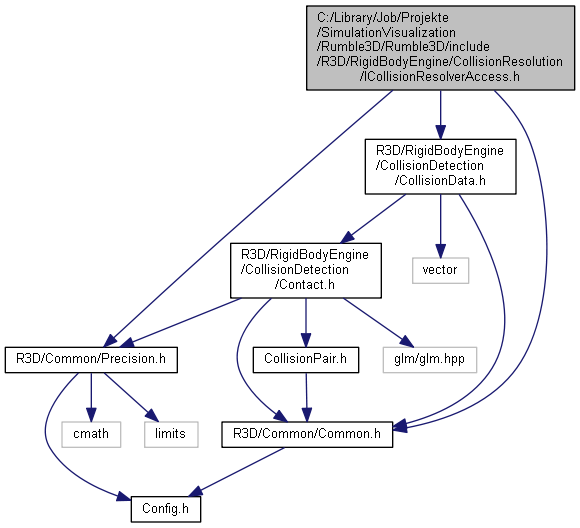 C:/Library/Job/Projekte
/SimulationVisualization
/Rumble3D/Rumble3D/include
/R3D/RigidBodyEngine/CollisionResolution
/ICollisionResolverAccess.h
R3D/RigidBodyEngine
/CollisionDetection
/CollisionData.h
R3D/RigidBodyEngine
/CollisionDetection
/Contact.h
vector
R3D/Common/Precision.h
CollisionPair.h
glm/glm.hpp
cmath
limits
R3D/Common/Common.h
Config.h